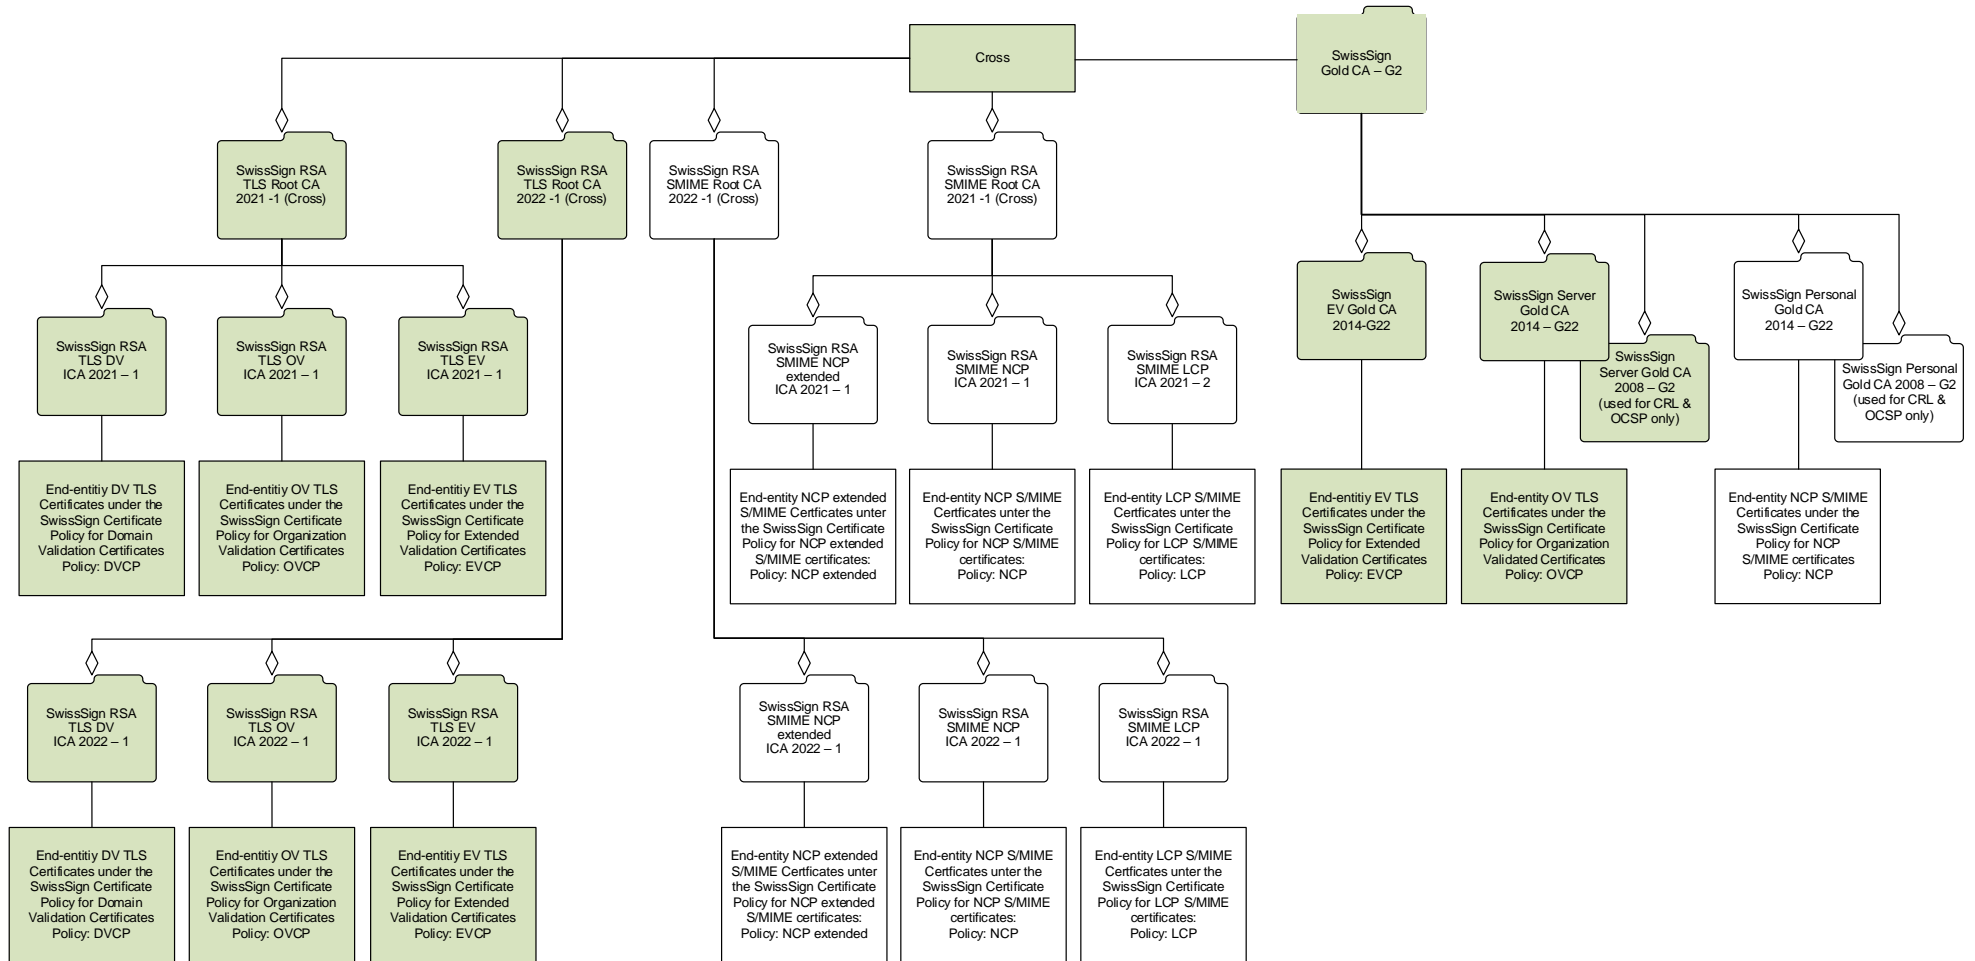 Cross
SwissSign
Gold CA – G2
SwissSign RSA
TLS Root CA
2021 -1 (Cross)
SwissSign RSA
TLS Root CA
2022 -1 (Cross)
SwissSign RSA
SMIME Root CA
2022 -1 (Cross)
SwissSign RSA
SMIME Root CA
2021 -1 (Cross)
SwissSign RSA
TLS DV
ICA 2021 – 1
SwissSign RSA
TLS OV
ICA 2021 – 1
SwissSign RSA
TLS EV
ICA 2021 – 1
SwissSign RSA
SMIME NCP
extended
ICA 2021 – 1
SwissSign RSA
SMIME NCP
ICA 2021 – 1
SwissSign RSA
SMIME LCP
ICA 2021 – 2
SwissSign
EV Gold CA
2014-G22
SwissSign Server
Gold CA
2014 – G22
SwissSign
Server Gold CA
2008 – G2
(used for CRL &
OCSP only)
SwissSign Personal
Gold CA
2014 – G22
SwissSign Personal
Gold CA 2008 – G2
(used for CRL &
OCSP only)
End-entitiy DV TLS
Certificates under the
SwissSign Certificate
Policy for Domain
Validation Certificates
Policy: DVCP
End-entitiy OV TLS
Certificates under the
SwissSign Certificate
Policy for Organization
Validation Certificates
Policy: OVCP
End-entitiy EV TLS
Certificates under the
SwissSign Certificate
Policy for Extended
Validation Certificates
Policy: EVCP
End-entity NCP extended
S/MIME Certficates unter
the SwissSign Certificate
Policy for NCP extended
S/MIME certificates:
Policy: NCP extended
End-entity NCP S/MIME
Certficates unter the
SwissSign Certificate
Policy for NCP S/MIME
certificates:
Policy: NCP
End-entity LCP S/MIME
Certficates unter the
SwissSign Certificate
Policy for LCP S/MIME
certificates:
Policy: LCP
End-entitiy EV TLS
Certificates under the
SwissSign Certificate
Policy for Extended
Validation Certificates
Policy: EVCP
End-entity OV TLS
Certificates under the
SwissSign Certificate
Policy for Organization
Validated Certificates
Policy: OVCP
End-entity NCP S/MIME
Certificates under the
SwissSign Certificate
Policy for NCP
S/MIME certificates
Policy: NCP
SwissSign RSA
TLS DV
ICA 2022 – 1
SwissSign RSA
TLS OV
ICA 2022 – 1
SwissSign RSA
TLS EV
ICA 2022 – 1
SwissSign RSA
SMIME NCP
extended
ICA 2022 – 1
SwissSign RSA
SMIME NCP
ICA 2022 – 1
SwissSign RSA
SMIME LCP
ICA 2022 – 1
End-entitiy DV TLS
Certificates under the
SwissSign Certificate
Policy for Domain
Validation Certificates
Policy: DVCP
End-entitiy OV TLS
Certificates under the
SwissSign Certificate
Policy for Organization
Validation Certificates
Policy: OVCP
End-entitiy EV TLS
Certificates under the
SwissSign Certificate
Policy for Extended
Validation Certificates
Policy: EVCP
End-entity NCP extended
S/MIME Certficates unter
the SwissSign Certificate
Policy for NCP extended
S/MIME certificates:
Policy: NCP extended
End-entity NCP S/MIME
Certficates unter the
SwissSign Certificate
Policy for NCP S/MIME
certificates:
Policy: NCP
End-entity LCP S/MIME
Certficates unter the
SwissSign Certificate
Policy for LCP S/MIME
certificates:
Policy: LCP